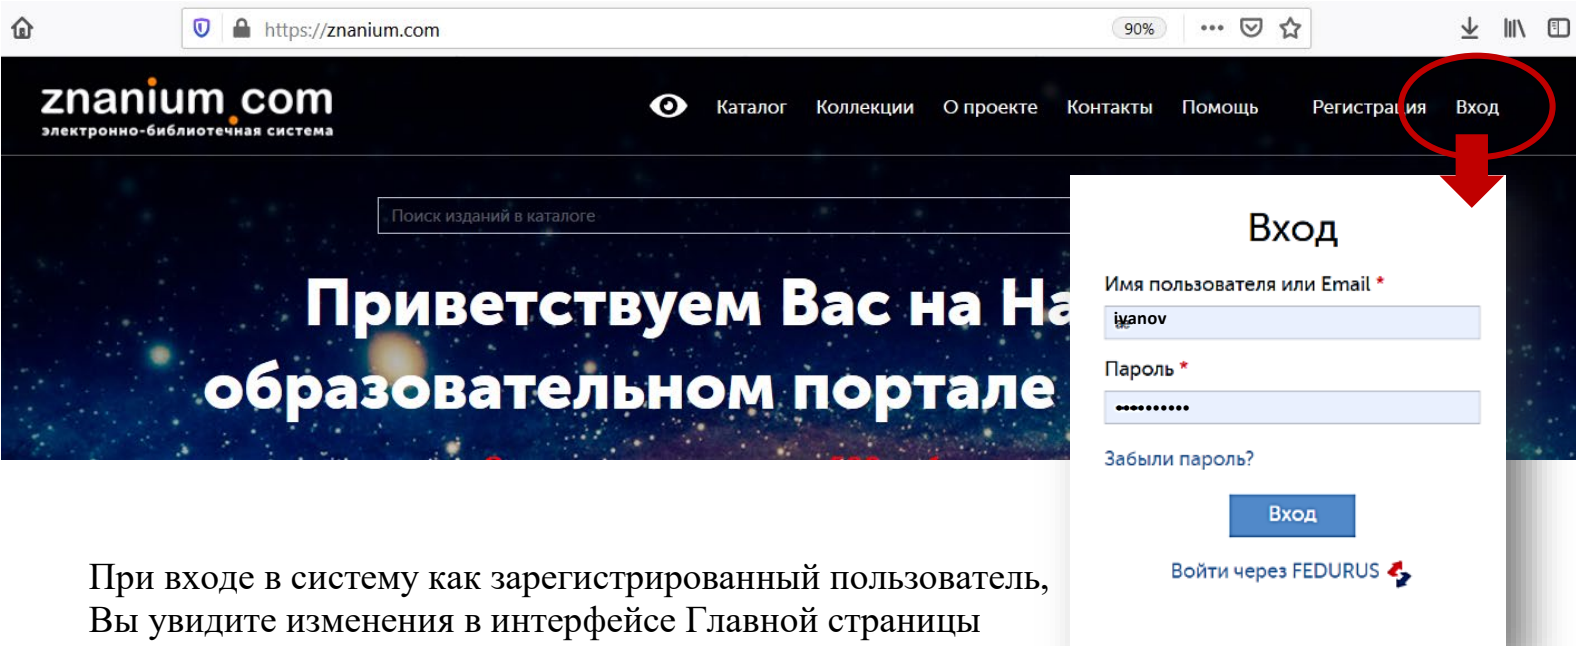 https://znanium.com
90%
znanium.com
электронно-библиотечная система
Каталог Коллекции О проекте Контакты Помощь Регистрация Вход
Поиск изданий в каталоге
Приветствуем Вас на На
образовательном портале
Вход
Имя пользователя или Email *
ivanov
Пароль *
••••••••••
Забыли пароль?
Вход
Войти через FEDURUS
При входе в систему как зарегистрированный пользователь,
Вы увидите изменения в интерфейсе Главной страницы